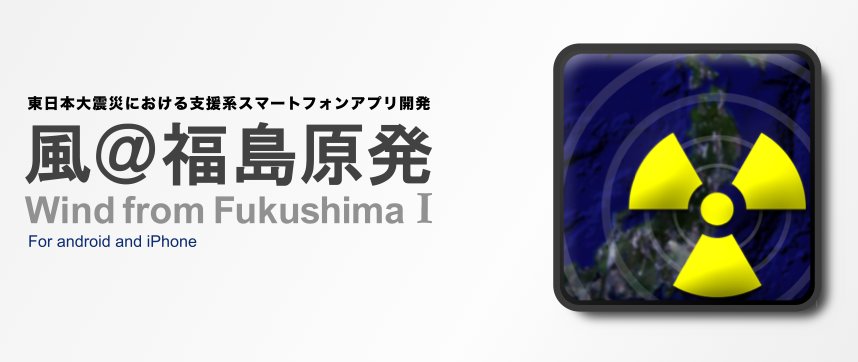 東日本大震災における支援系スマートフォンアプリ開発
風@福島原発
Wind from Fukushima I
For android and iPhone